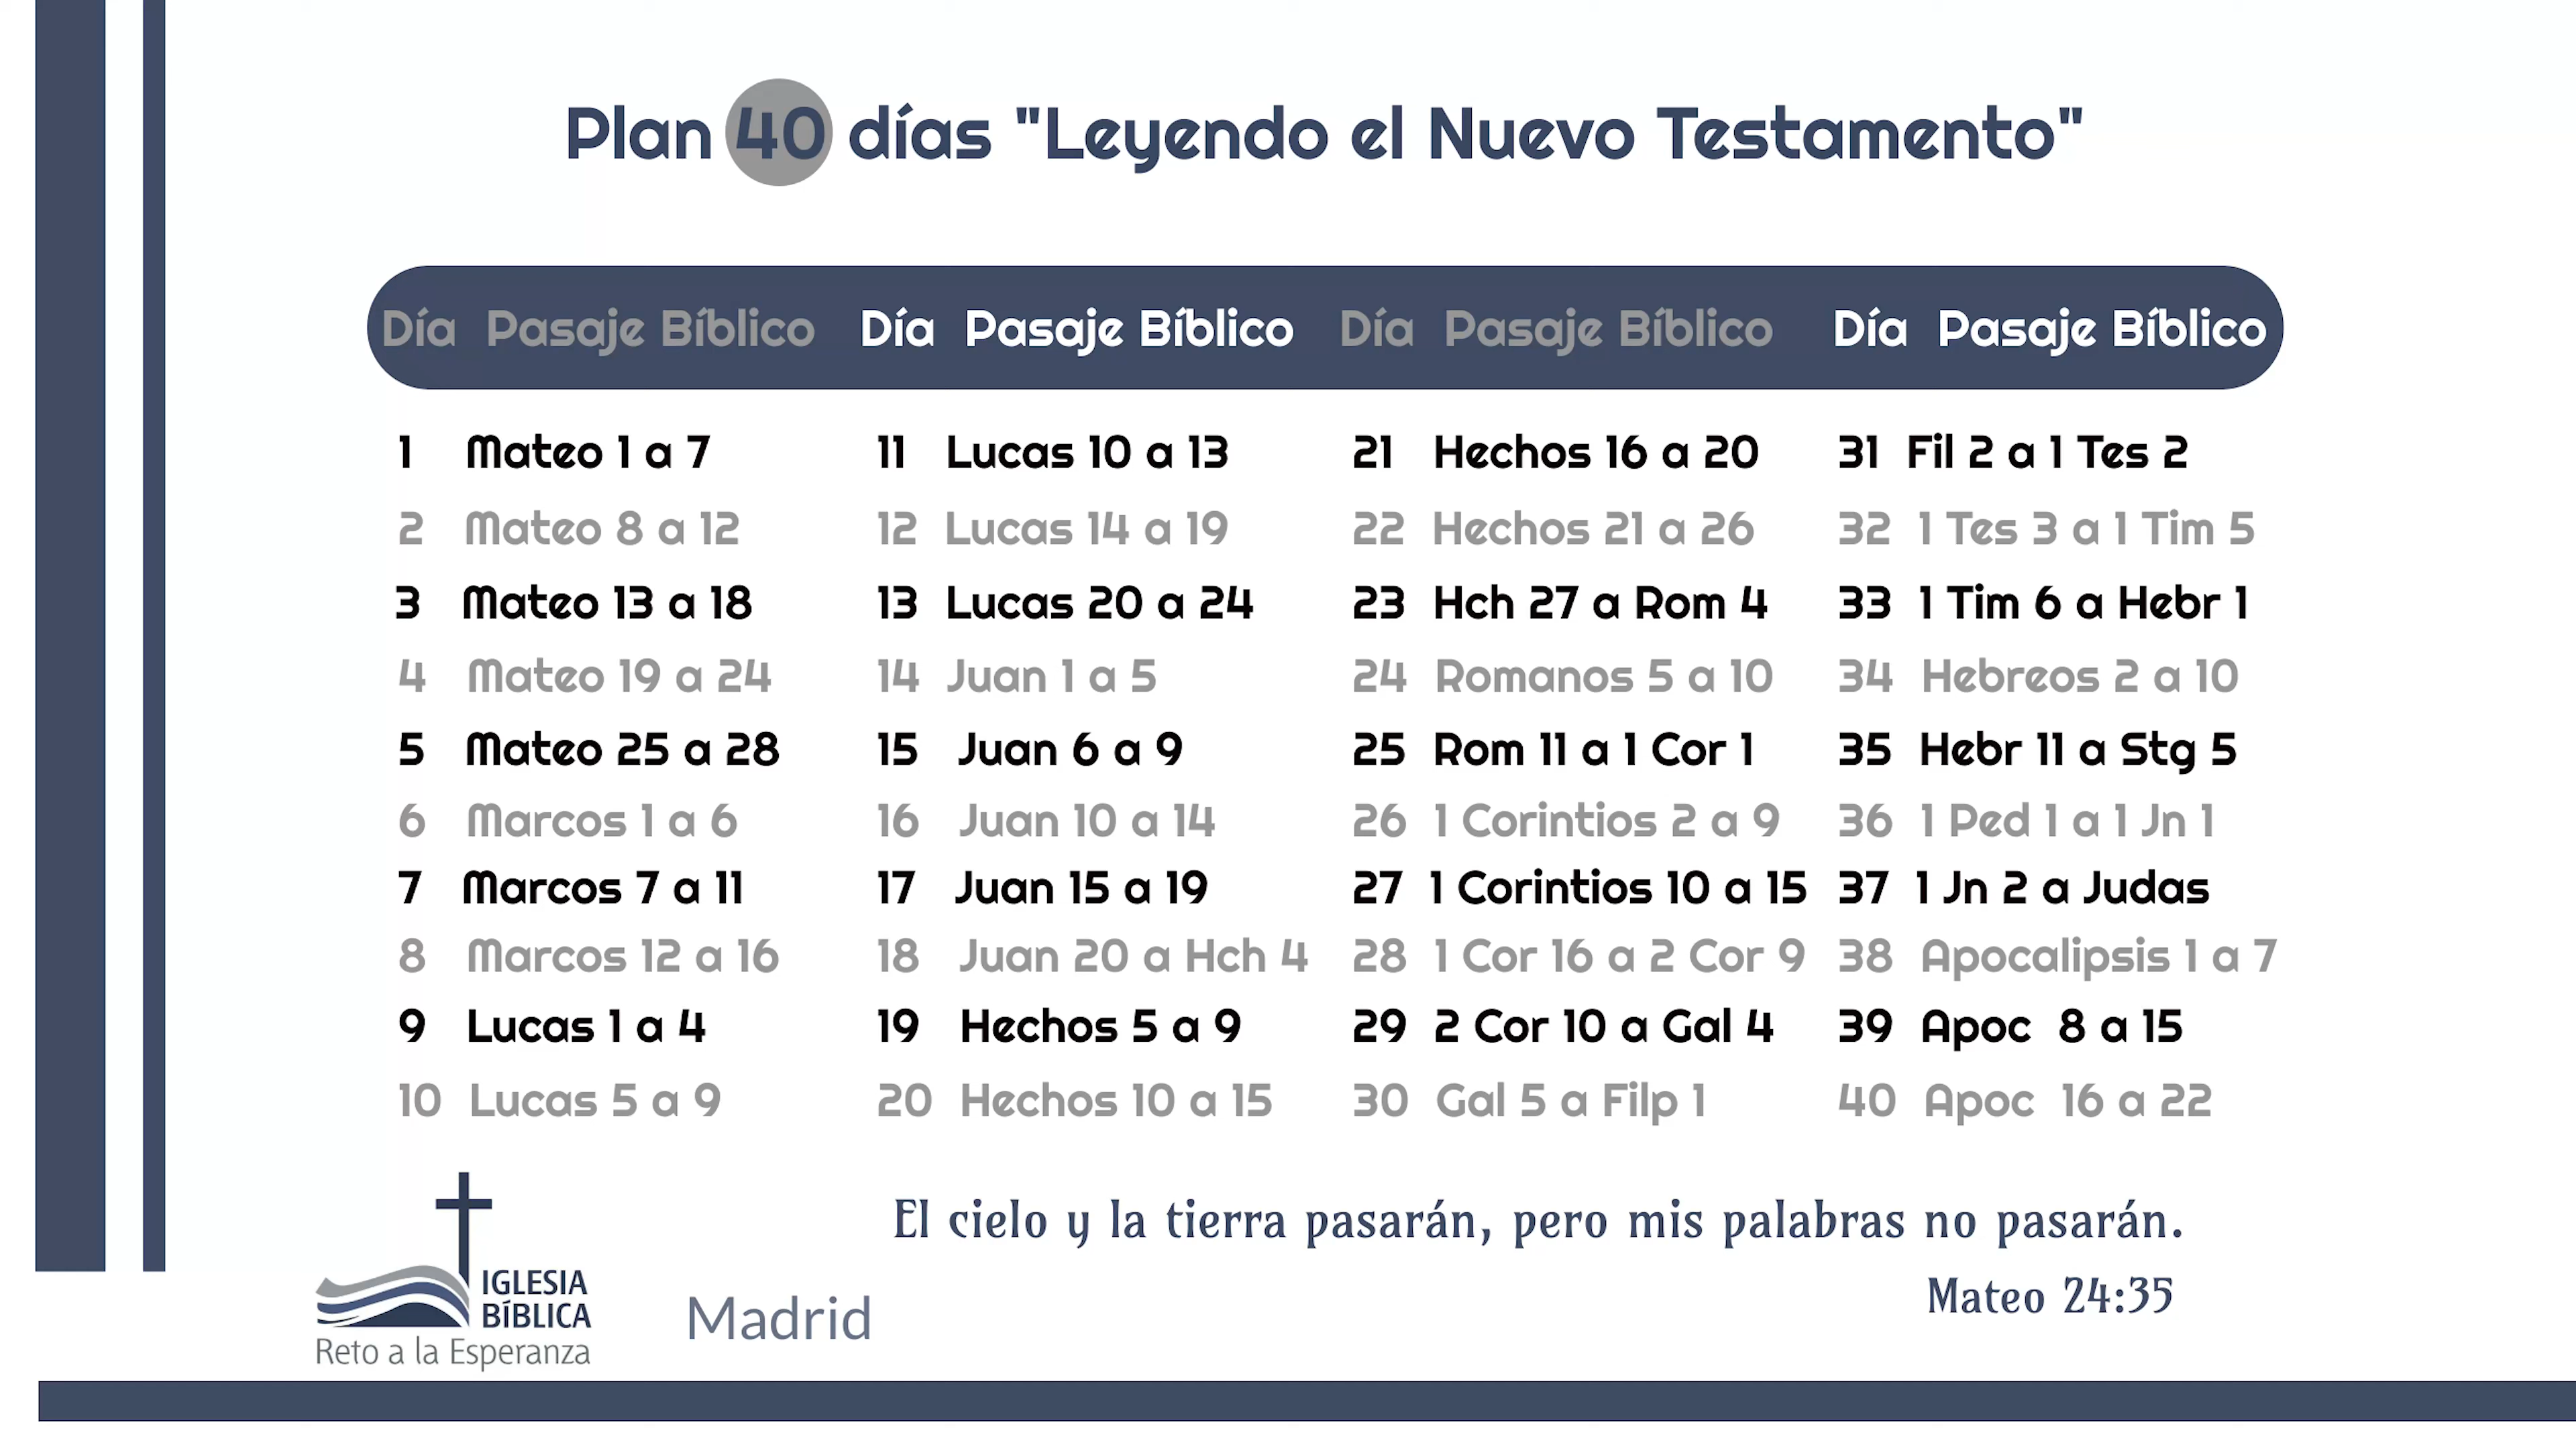 Plan 40 días "Leyendo el Nuevo Testamento"
Día Pasaje Bíblico Día Pasaje Bíblico Día Pasaje Bíblico Día Pasaje Bíblico
1 Mateo 1 a 7 11 Lucas 10 a 13 21 Hechos 16 a 20 31 Fil 2 a 1 Tes 2
2 Mateo 8 a 12 12 Lucas 14 a 19 22 Hechos 21 a 26 32 1 Tes 3 a 1 Tim 5
3 Mateo 13 a 18 13 Lucas 20 a 24 23 Hch 27 a Rom 4 33 1 Tim 6 a Hebr 1
4 Mateo 19 a 24 14 Juan 1 a 5 24 Romanos 5 a 10 34 Hebreos 2 a 10
5 Mateo 25 a 28 15 Juan 6 a 9 25 Rom 11 a 1 Cor 1 35 Hebr 11 a Stg 5
6 Marcos 1 a 6 16 Juan 10 a 14 26 1 Corintios 2 a 9 36 1 Ped 1 a 1 Jn 1
7 Marcos 7 a 11 17 Juan 15 a 19 27 1 Corintios 10 a 15 37 1 Jn 2 a Judas
8 Marcos 12 a 16 18 Juan 20 a Hch 4 28 1 Cor 16 a 2 Cor 9 38 Apocalipsis 1 a 7
9 Lucas 1 a 4 19 Hechos 5 a 9 29 2 Cor 10 a Gal 4 39 Apoc 8 a 15
10 Lucas 5 a 9 20 Hechos 10 a 15 30 Gal 5 a Filp 1 40 Apoc 16 a 22
El cielo y la tierra pasarán, pero mis palabras no pasarán.
Mateo 24:35
IGLESIA
BÍBLICA
Reto a la Esperanza
Madrid